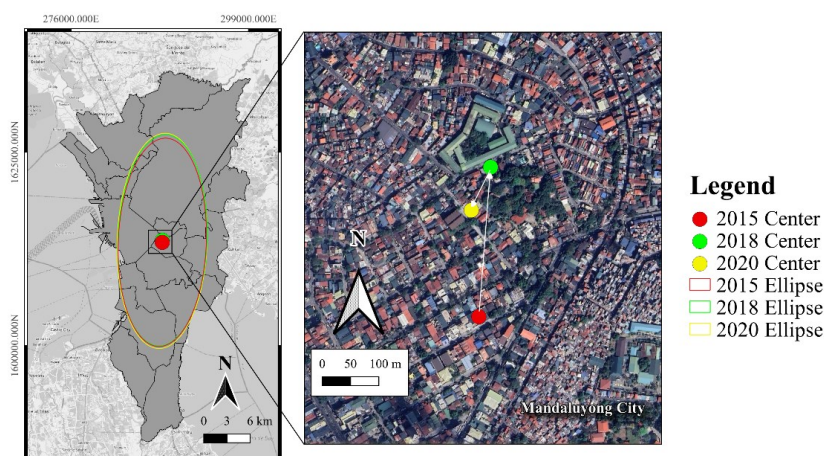 276000.000E 299000.000E
1625000.000N
1600000.000N
N
0 3 6 km
N
0 50 100 m
Mandaluyong City
Legend
2015 Center
2018 Center
2020 Center
2015 Ellipse
2018 Ellipse
2020 Ellipse